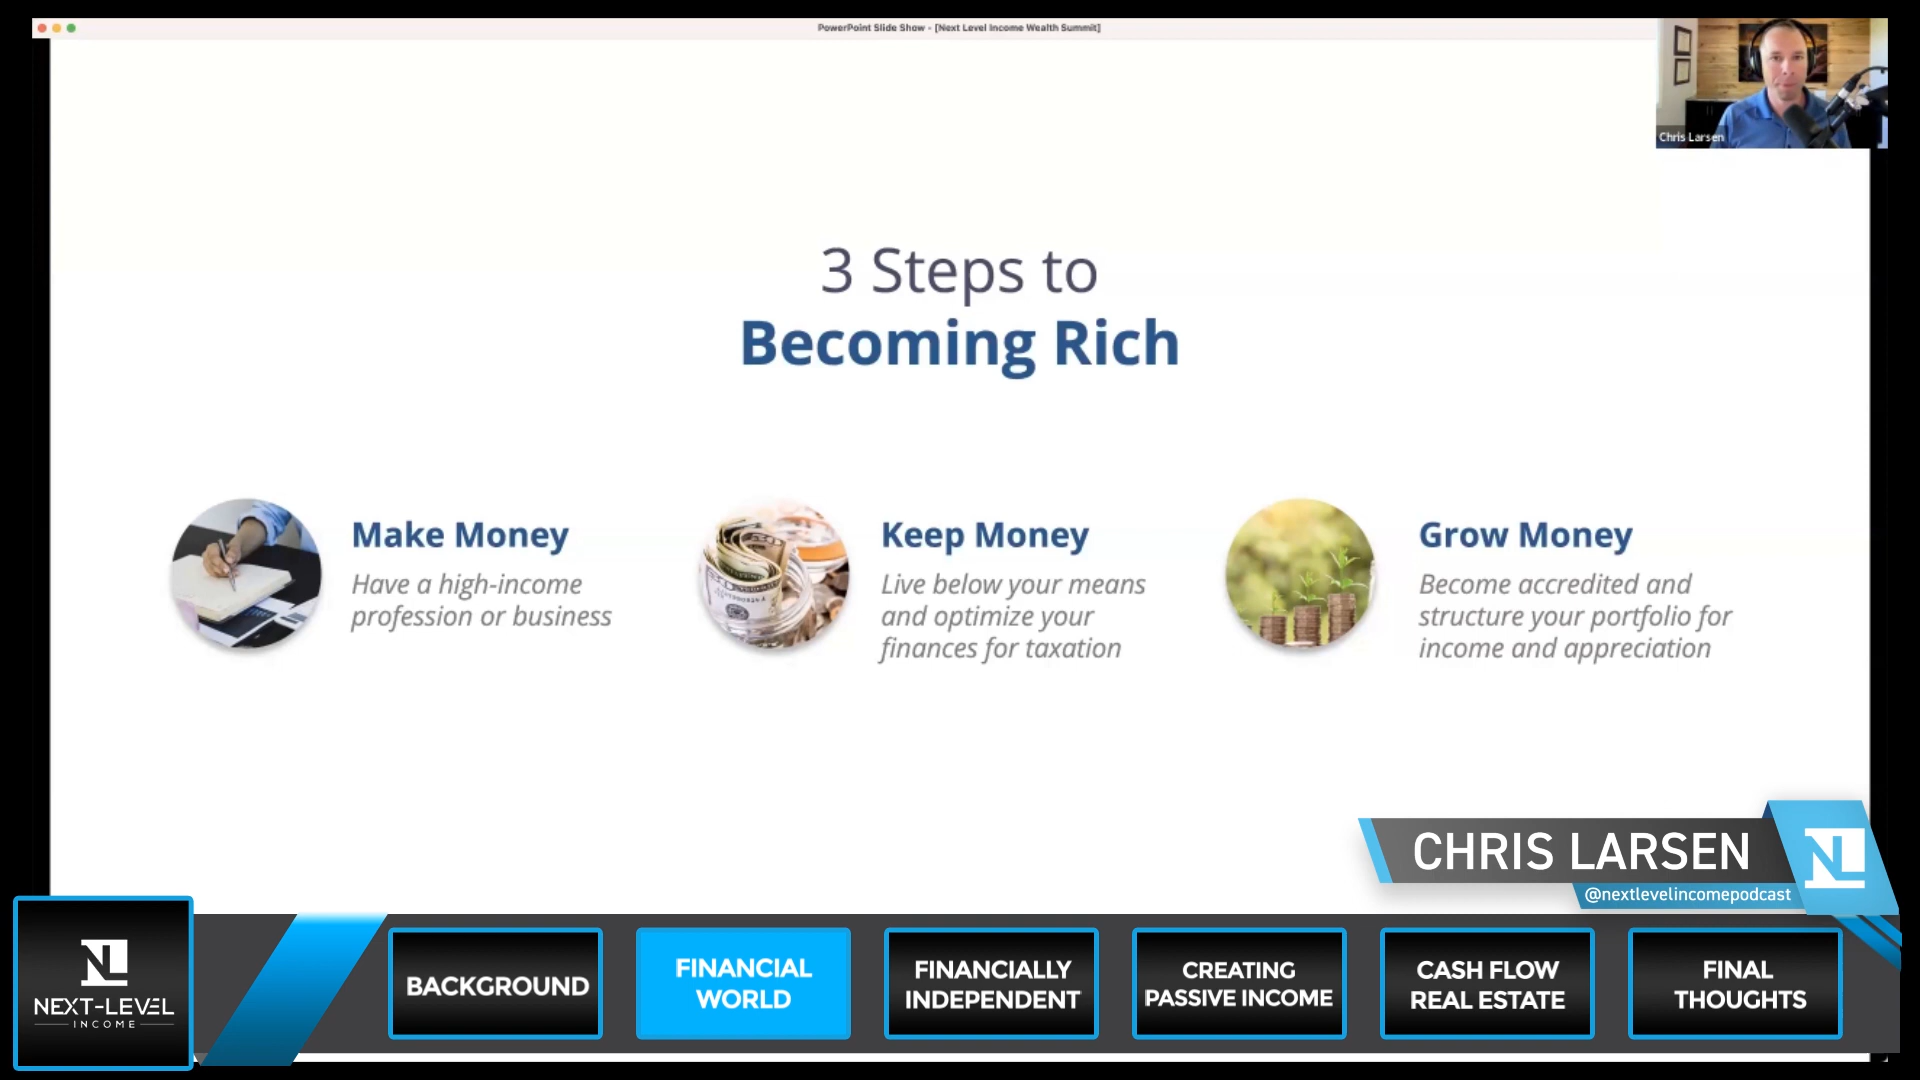 PowerPoint Slide Show - [Next Level Income Wealth Summit]
Chris Larsen
3 Steps to
Becoming Rich
Make Money
Have a high-income
profession or business
Keep Money
Live below your means
and optimize your
finances for taxation
Grow Money
Become accredited and
structure your portfolio for
income and appreciation
CHRIS LARSEN
NL
@nextlevelincomepodcast
NL
NEXT-LEVEL
INCOME
BACKGROUND
FINANCIAL
WORLD
FINANCIALLY
INDEPENDENT
CREATING
PASSIVE INCOME
CASH FLOW
REAL ESTATE
FINAL
THOUGHTS